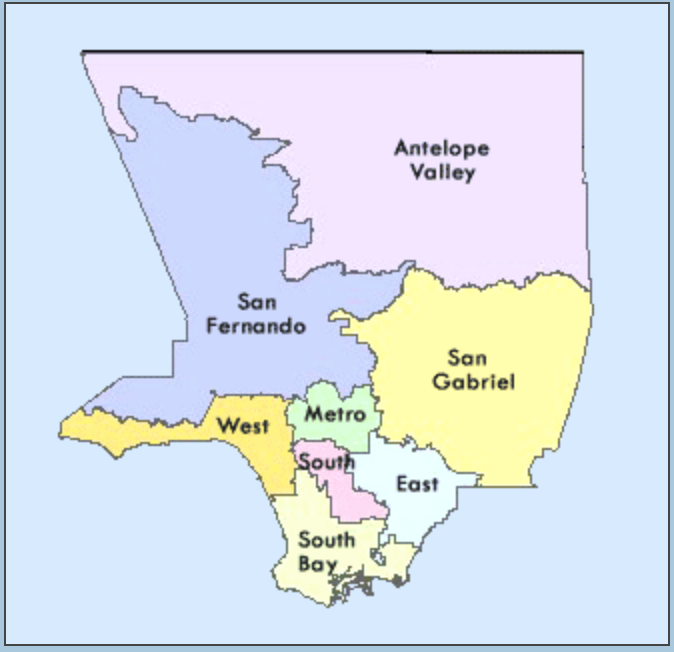 Antelope
Valley
San
Fernando
San
Gabriel
Metro
West
South
East
South
Bay